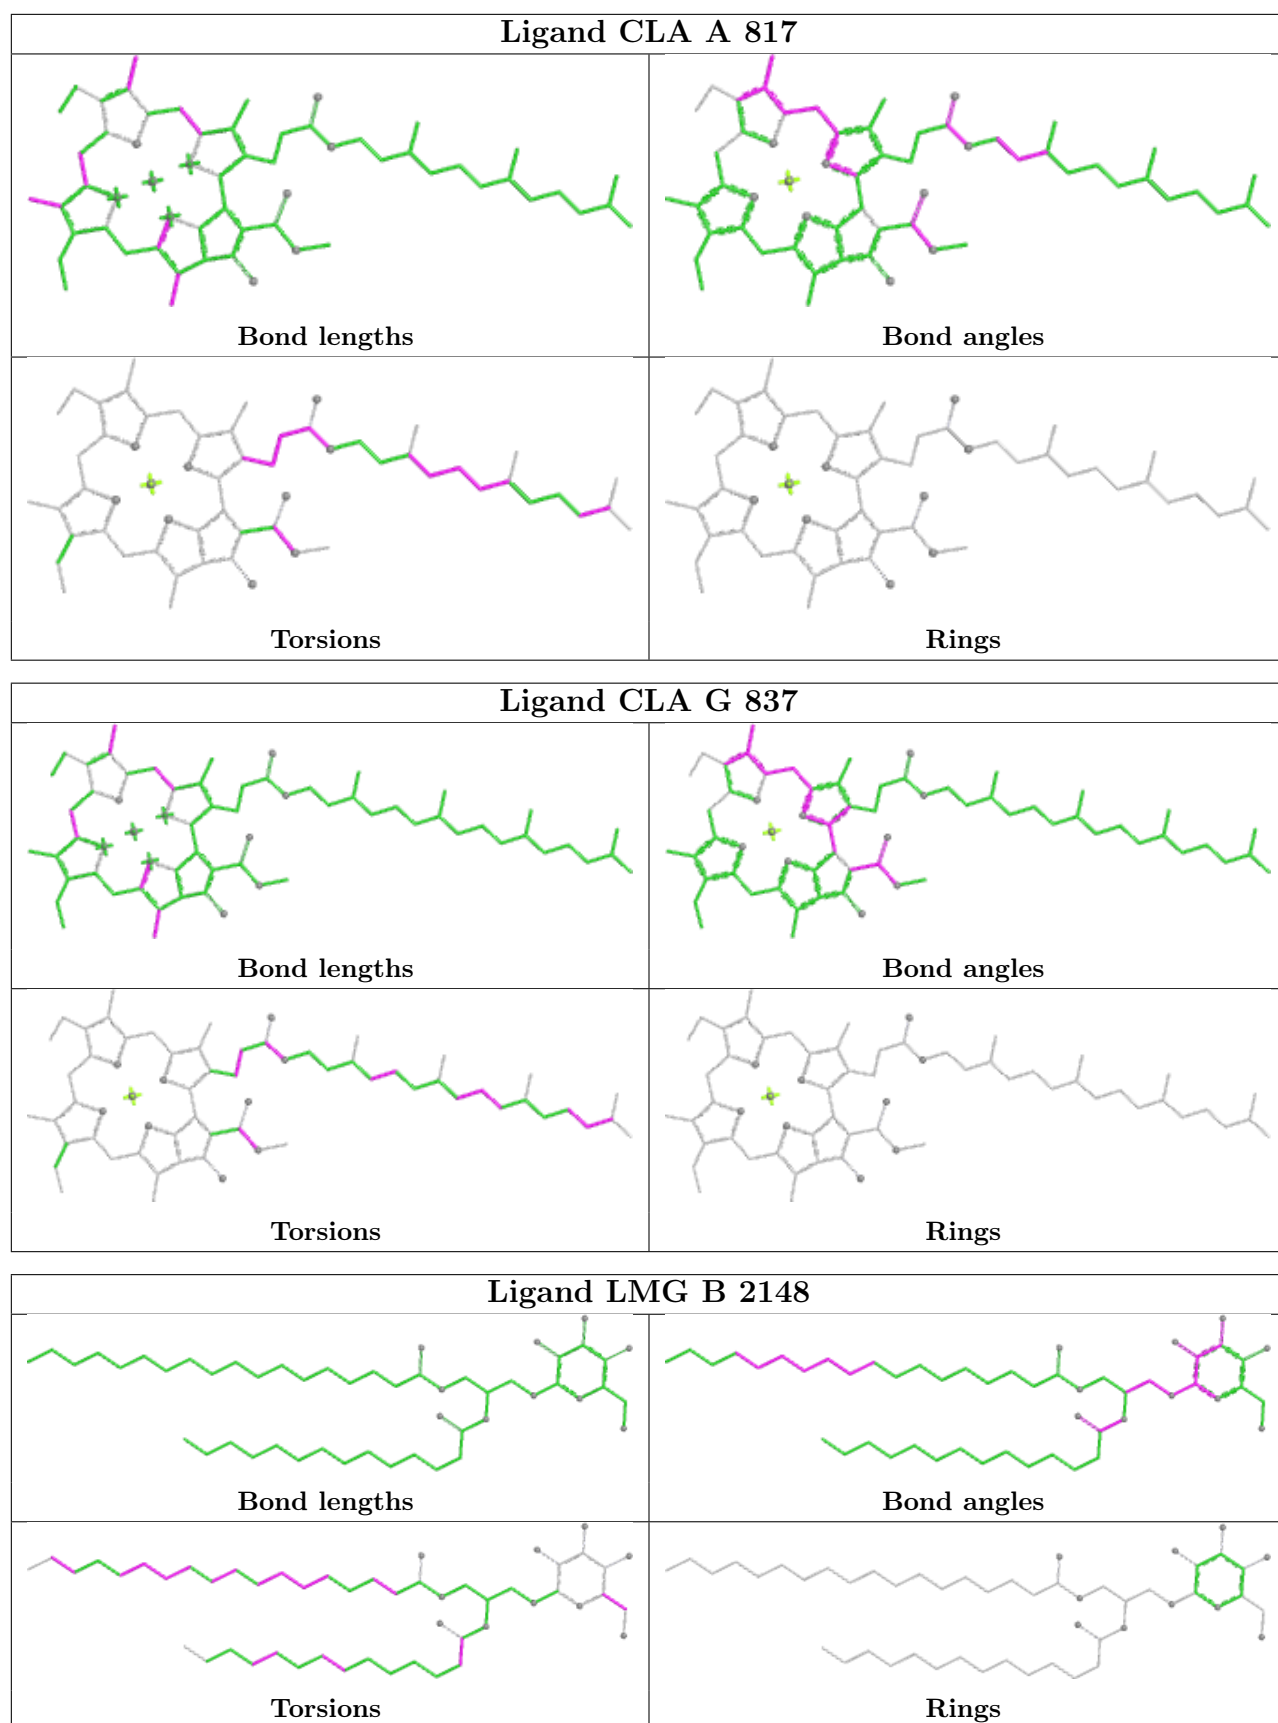 Ligand CLA A 817
Bond lengths
Bond angles
Torsions
Rings
Ligand CLA G 837
Bond lengths
Bond angles
Torsions
Rings
Ligand LMG B 2148
Bond lengths
Bond angles
Torsions
Rings